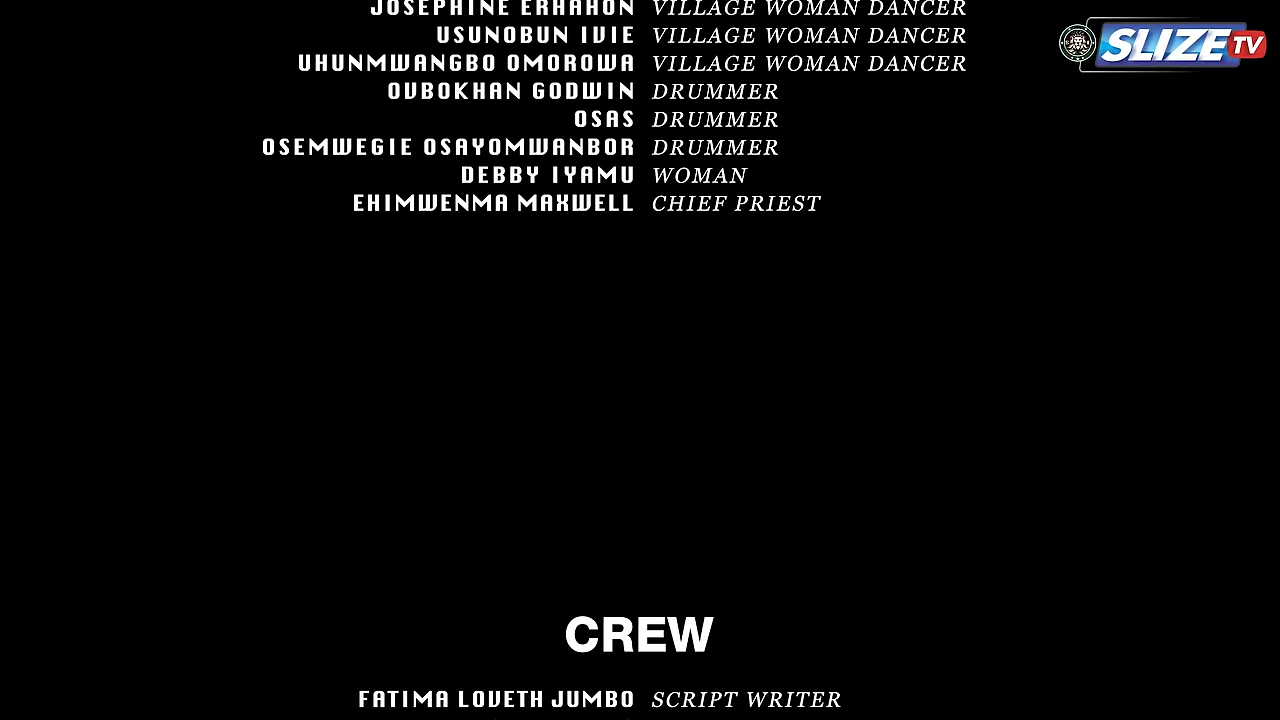 JOSEPHINE ERHAHON VILLAGE WOMAN DANCER
USUNOBUN IVIE VILLAGE WOMAN DANCER
UHUNMWANGBO OMOROWA VILLAGE WOMAN DANCER
OVBOKHAN GODWIN DRUMMER
OSAS DRUMMER
OSEMWEGIE OSAYOMWANBOR DRUMMER
DEBBY IYAMU WOMAN
EHIMWENMA MAXWELL CHIEF PRIEST
SLIZE TV
CREW
FATIMA LOVETH JUMBO SCRIPT WRITER